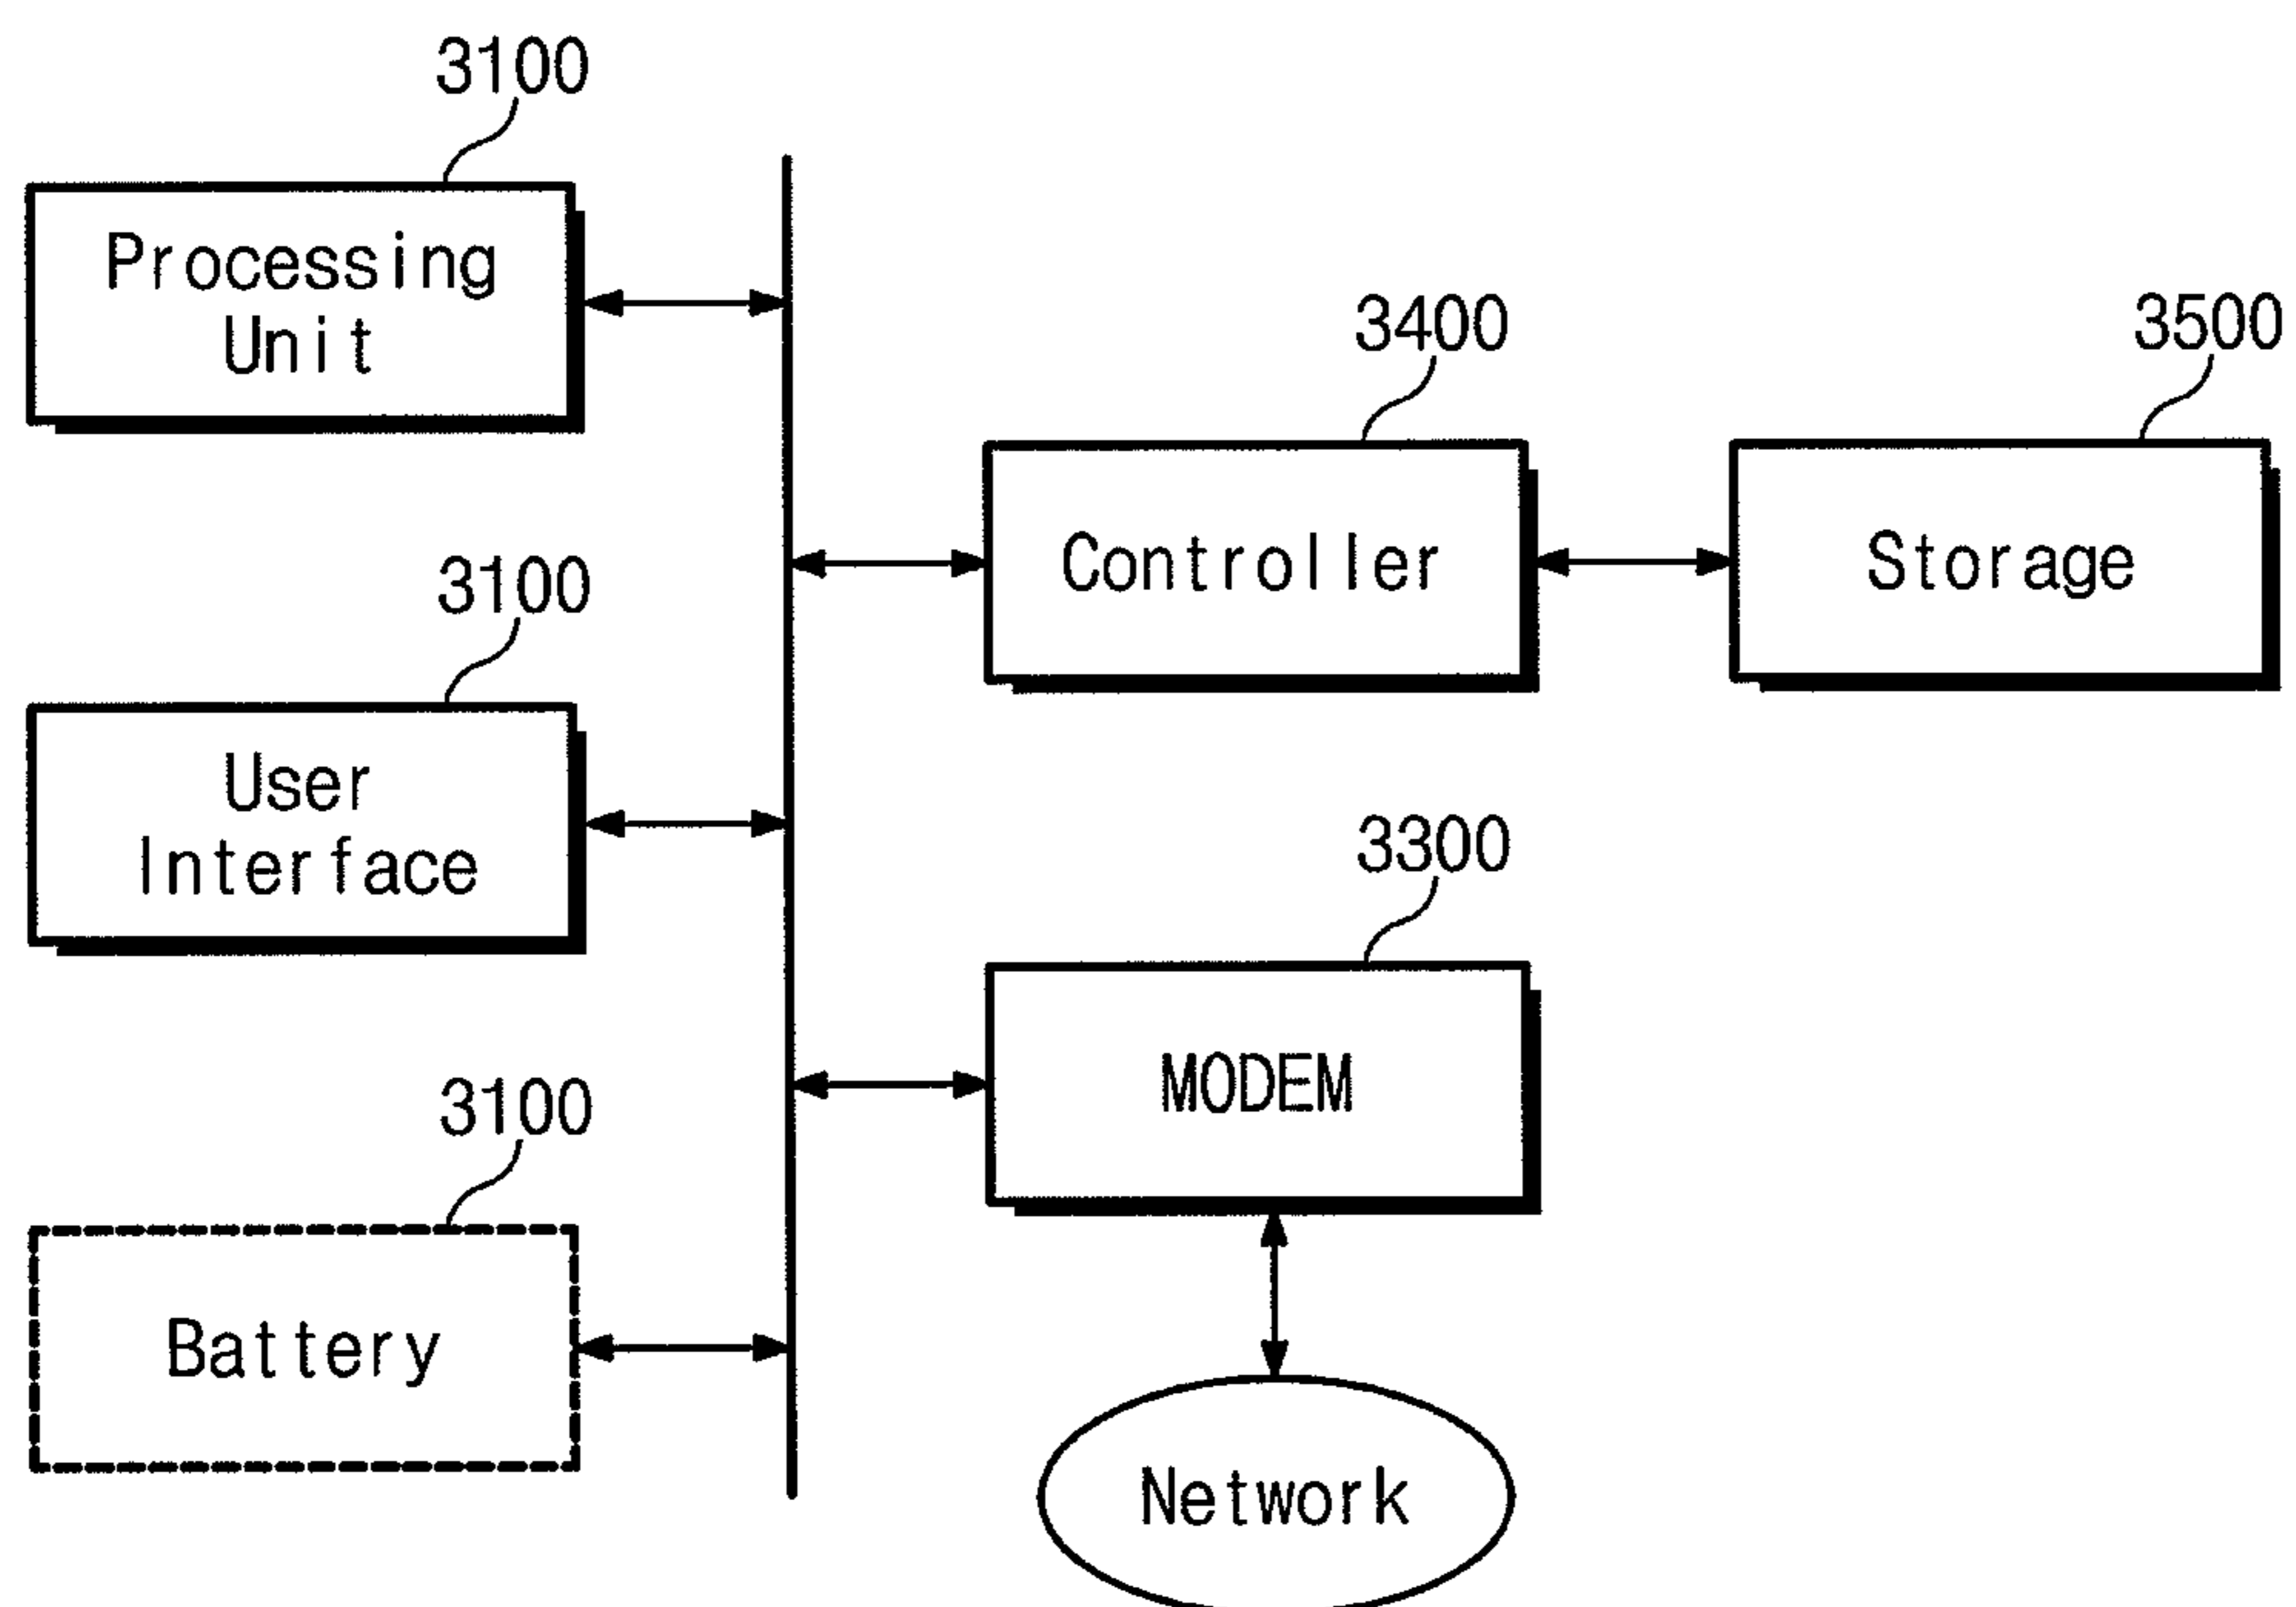 3100
Processing
Unit
3400
3500
Controller
Storage
3100
User
Interface
3300
MODEM
3100
Battery
Network